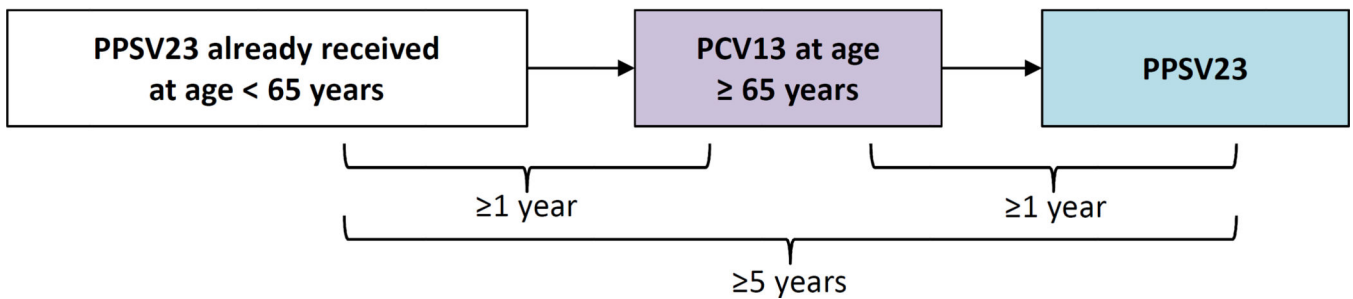 PPSV23 already received
at age < 65 years
PCV13 at age
≥ 65 years
PPSV23
≥1 year
≥1 year
≥5 years